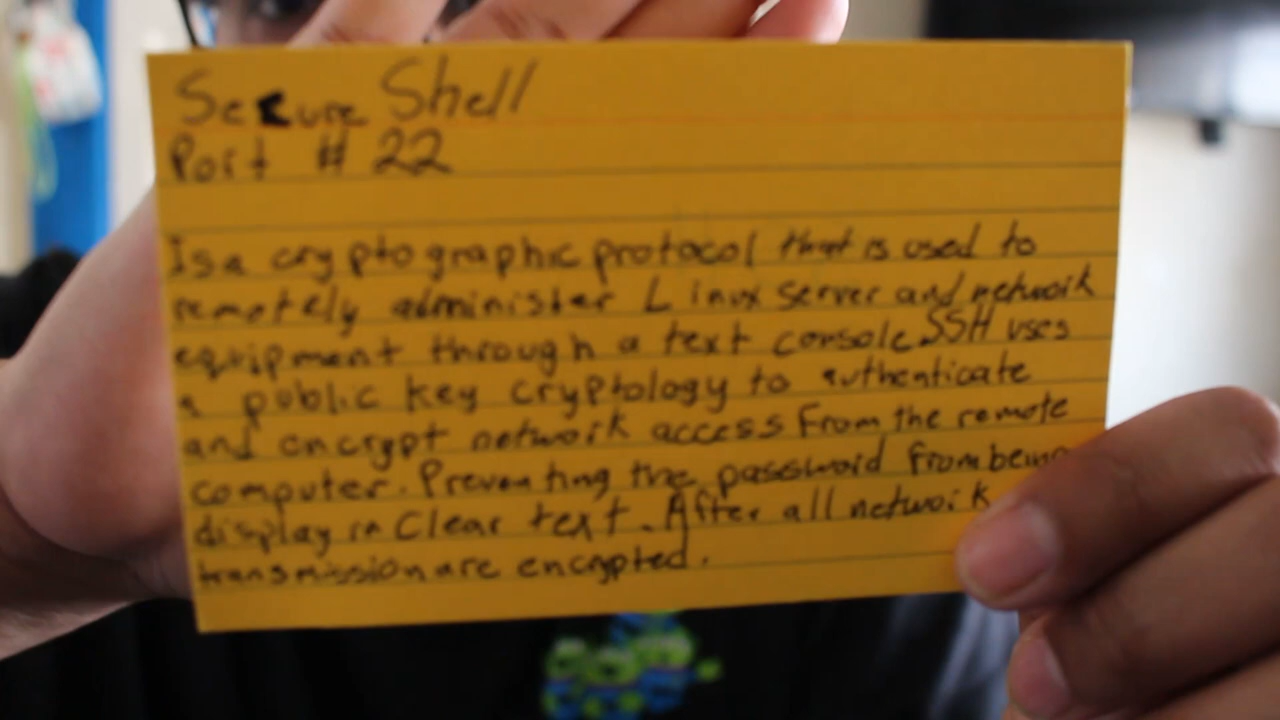 Secure Shell
Port # 22
Is a cryptographic protocol that is used to
remotely administer Linux server and network
equipment through a text console SSH uses
a public key cryptology to authenticate
and encrypt network access From the remote
computer. Preventing the password from being
display in Clear text. After all network
transmission are encrypted.